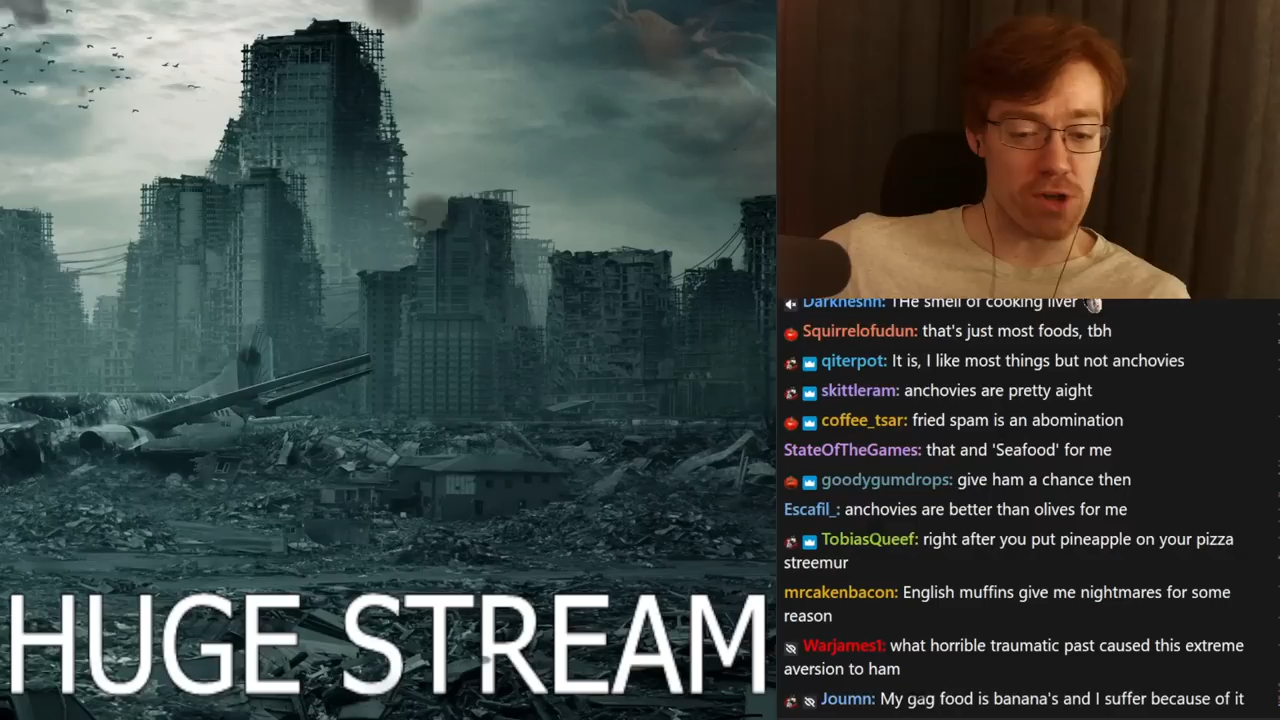 HUGE STREAM
Darkneshn: THe smell of cooking liver
Squirrelofudun: that's just most foods, tbh
qiterpot: It is, I like most things but not anchovies
skittleram: anchovies are pretty aight
coffee_tsar: fried spam is an abomination
StateOfTheGames: that and 'Seafood' for me
goodygumdrops: give ham a chance then
Escafil_: anchovies are better than olives for me
TobiasQueef: right after you put pineapple on your pizza
streemur
mrcakenbacon: English muffins give me nightmares for some
reason
Warjames1: what horrible traumatic past caused this extreme
aversion to ham
Joumn: My gag food is banana's and I suffer because of it